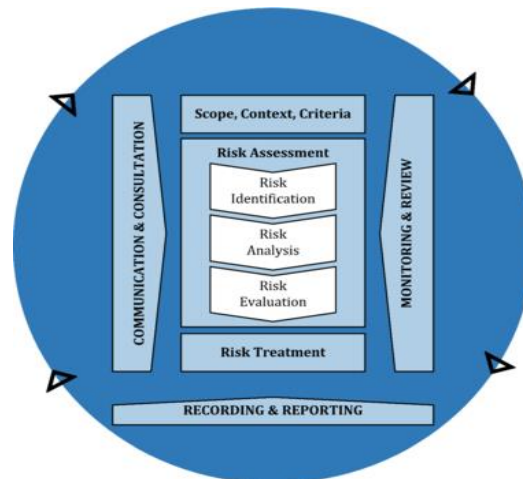 Scope, Context, Criteria
COMMUNICATION & CONSULTATION
Risk Assessment
Risk
Identification
Risk
Analysis
Risk
Evaluation
MONITORING & REVIEW
Risk Treatment
RECORDING & REPORTING